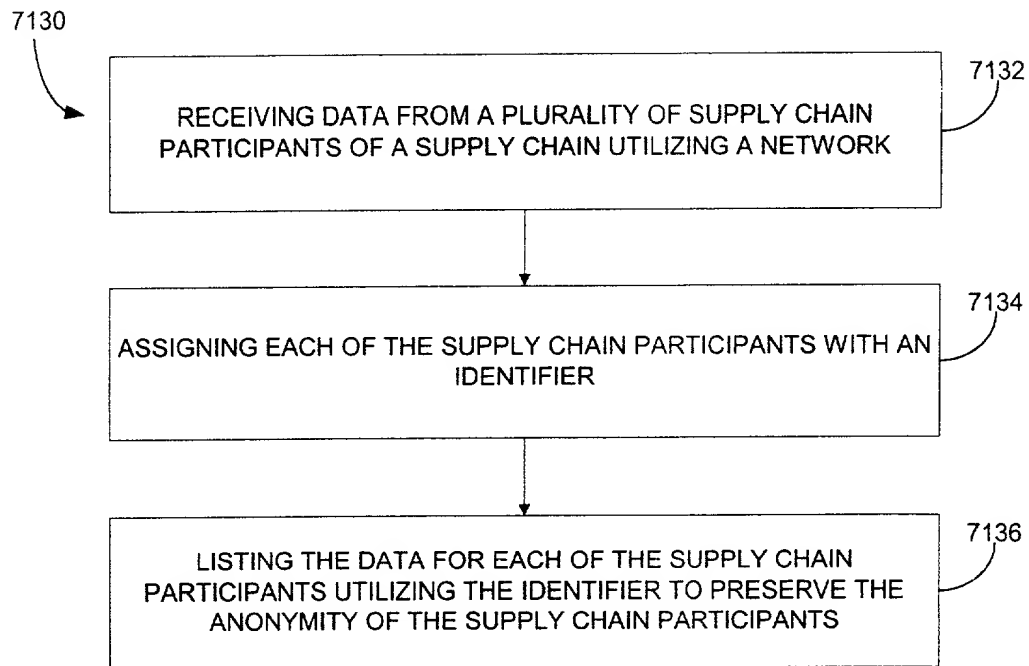 7130
7132
RECEIVING DATA FROM A PLURALITY OF SUPPLY CHAIN
PARTICIPANTS OF A SUPPLY CHAIN UTILIZING A NETWORK
7134
ASSIGNING EACH OF THE SUPPLY CHAIN PARTICIPANTS WITH AN
IDENTIFIER
7136
LISTING THE DATA FOR EACH OF THE SUPPLY CHAIN
PARTICIPANTS UTILIZING THE IDENTIFIER TO PRESERVE THE
ANONYMITY OF THE SUPPLY CHAIN PARTICIPANTS